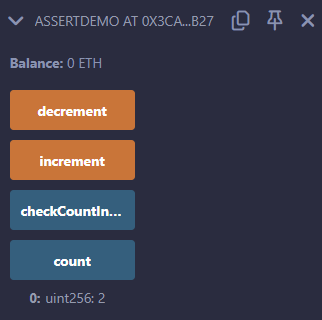 ASSERTDEMO AT 0X3CA...B27
Balance: 0 ETH
decrement
increment
checkCountIn...
count
0: uint256: 2